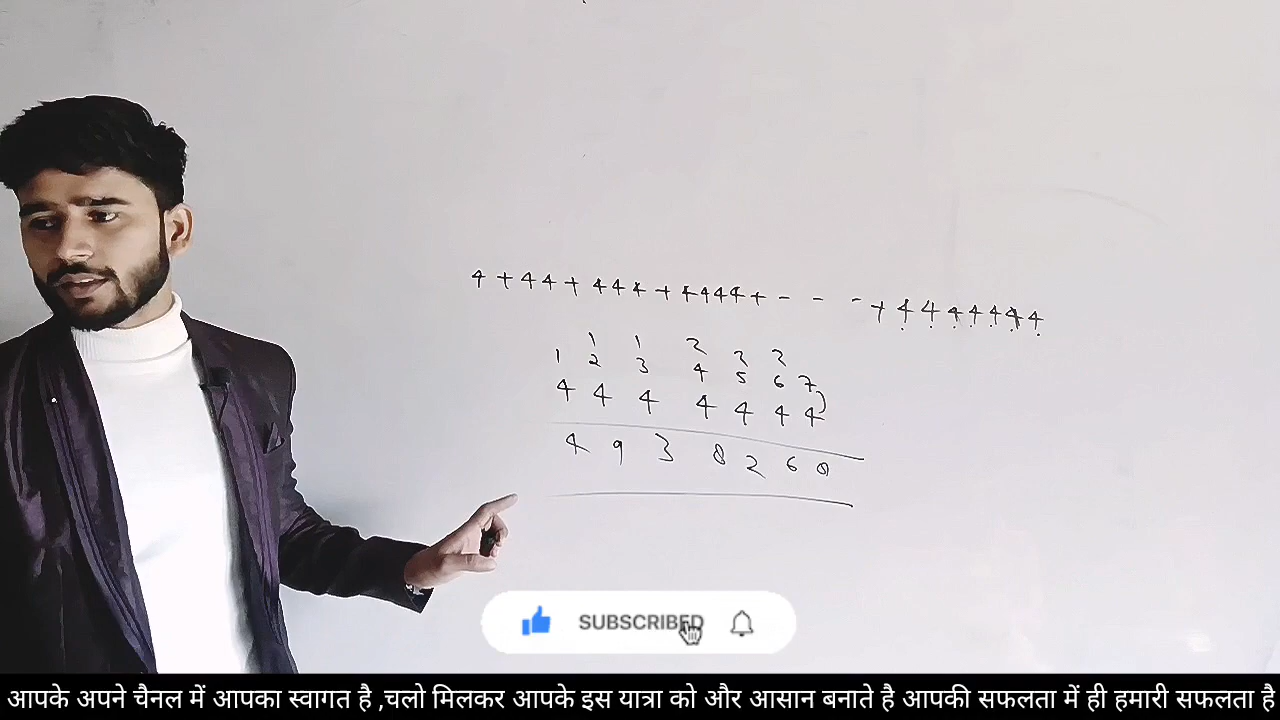 4 + 44 + 444 + 4444 + - - - + 4444444
1 1 2 2 2
1 2 3 4 5 6 7
4 4 4 4 4 4 4
4 9 3 8 2 6 0
SUBSCRIBED
आपके अपने चैनल में आपका स्वागत है ,चलो मिलकर आपके इस यात्रा को और आसान बनाते है आपकी सफलता में ही हमारी सफलता है